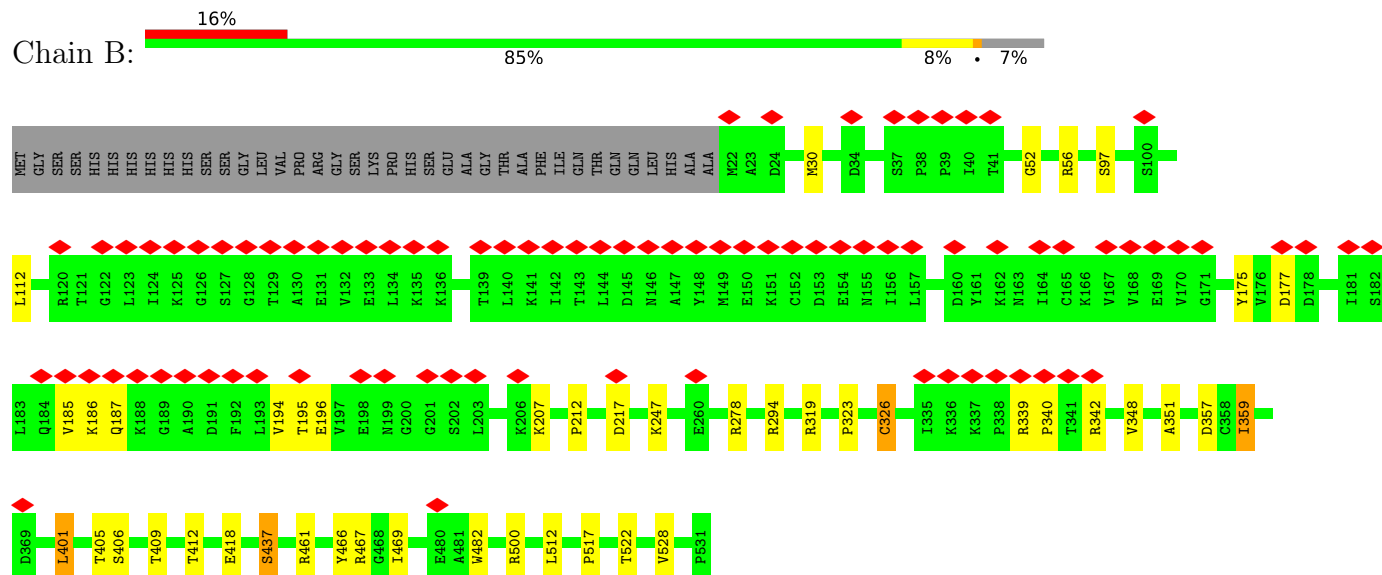 16%
Chain B:
85% 8% • 7%
MET GLY SER SER HIS HIS HIS HIS HIS HIS SER SER GLY LEU VAL PRO ARG GLY SER LYS PRO HIS SER GLU ALA GLY THR ALA PHE ILE GLN THR THR GLN GLN LEU HIS ALA ALA M22 A23 D24 M30 D34 S37 P38 P39 I40 T41 G52 R56 S97 S100
L112 R120 T121 G122 L123 I124 K125 G126 S127 G128 T129 A130 E131 V132 E133 L134 K135 K136 T139 L140 K141 I142 T143 L144 D145 N146 A147 Y148 M149 E150 K151 C152 D153 E154 N155 I156 L157 D160 Y161 K162 N163 I164 C165 K166 V167 V168 E169 V170 G171 Y175 V176 D177 D178 I181 S182
L183 Q184 V185 K186 Q187 K188 G189 A190 D191 F192 L193 V194 T195 E196 V197 E198 N199 G200 G201 S202 L203 K206 K207 P212 D217 K247 E260 R278 R294 R319 P323 C326 I335 K336 K337 P338 R339 P340 T341 R342 V348 A351 D357 C358 I359
D369 L401 T405 S406 T409 T412 E418 S437 R461 Y466 R467 G468 I469 E480 A481 W482 R500 L512 P517 T522 V528 P531